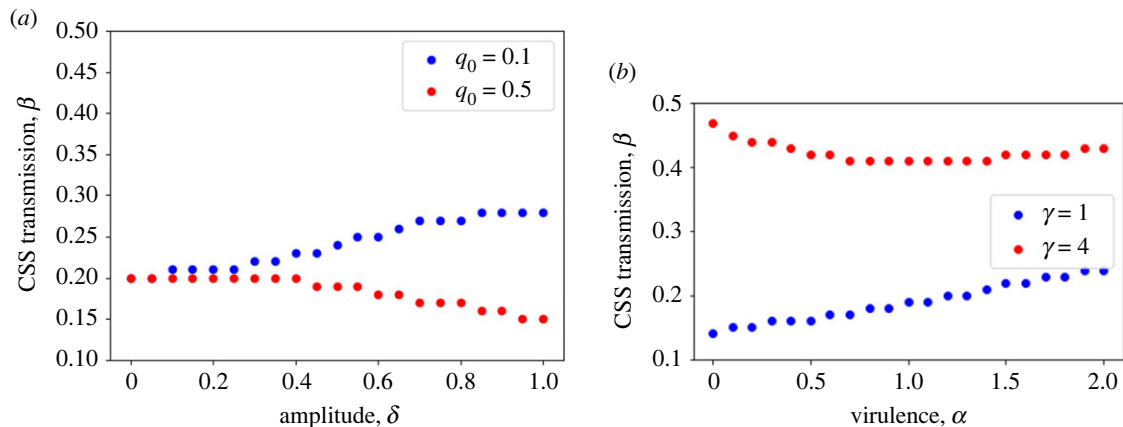 (a)
0.50
0.45
0.40
0.35
0.30
0.25
0.20
0.15
0.10
CSS transmission, β
q0 = 0.1
q0 = 0.5
0 0.2 0.4 0.6 0.8 1.0
amplitude, δ
(b)
0.5
0.4
0.3
0.2
0.1
CSS transmission, β
γ = 1
γ = 4
0 0.5 1.0 1.5 2.0
virulence, α